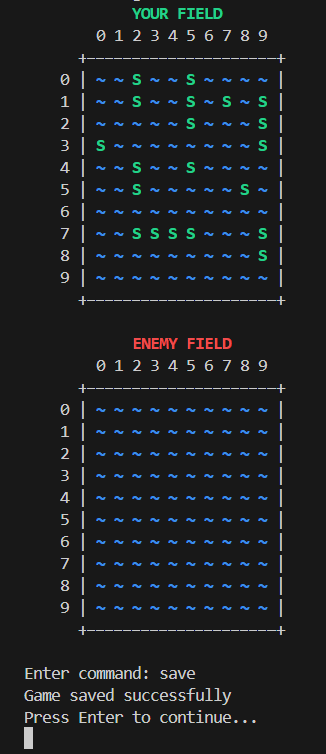 YOUR FIELD
0 1 2 3 4 5 6 7 8 9
+-------------------+
0 | ~ ~ S ~ ~ S ~ ~ ~ ~ |
1 | ~ ~ S ~ ~ S ~ S ~ S |
2 | ~ ~ ~ ~ ~ S ~ ~ ~ S |
3 | S ~ ~ ~ ~ ~ ~ ~ ~ S |
4 | ~ ~ S ~ ~ S ~ ~ ~ ~ |
5 | ~ ~ S ~ ~ ~ ~ ~ S ~ |
6 | ~ ~ ~ ~ ~ ~ ~ ~ ~ ~ |
7 | ~ ~ S S S S ~ ~ ~ S |
8 | ~ ~ ~ ~ ~ ~ ~ ~ ~ S |
9 | ~ ~ ~ ~ ~ ~ ~ ~ ~ ~ |
+-------------------+
ENEMY FIELD
0 1 2 3 4 5 6 7 8 9
+-------------------+
0 | ~ ~ ~ ~ ~ ~ ~ ~ ~ ~ |
1 | ~ ~ ~ ~ ~ ~ ~ ~ ~ ~ |
2 | ~ ~ ~ ~ ~ ~ ~ ~ ~ ~ |
3 | ~ ~ ~ ~ ~ ~ ~ ~ ~ ~ |
4 | ~ ~ ~ ~ ~ ~ ~ ~ ~ ~ |
5 | ~ ~ ~ ~ ~ ~ ~ ~ ~ ~ |
6 | ~ ~ ~ ~ ~ ~ ~ ~ ~ ~ |
7 | ~ ~ ~ ~ ~ ~ ~ ~ ~ ~ |
8 | ~ ~ ~ ~ ~ ~ ~ ~ ~ ~ |
9 | ~ ~ ~ ~ ~ ~ ~ ~ ~ ~ |
+-------------------+
Enter command: save
Game saved successfully
Press Enter to continue...